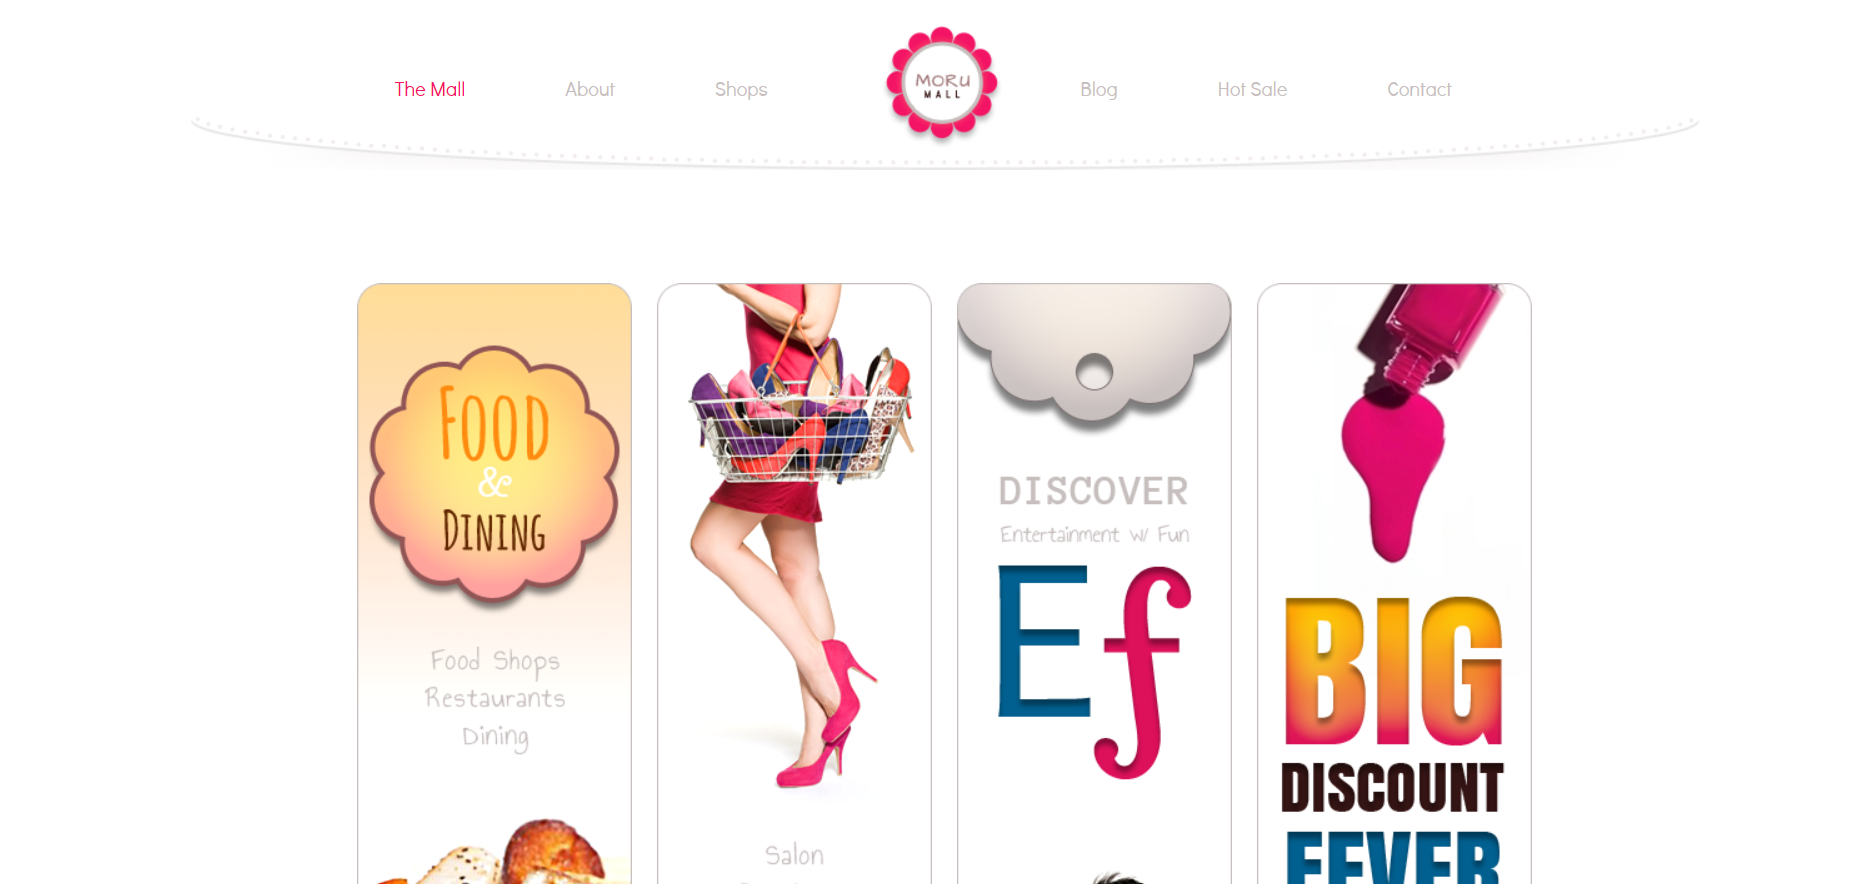 The Mall
About
Shops
MORU
MALL
Blog
Hot Sale
Contact
FOOD
&
DINING
Food Shops
Restaurants
Dining
Salon
DISCOVER
Entertainment w/ Fun
Ef
BIG
DISCOUNT
FEVER